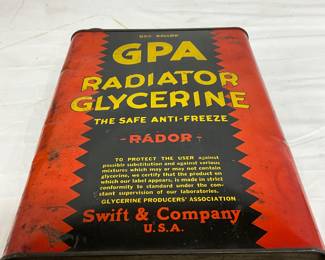 ONE GALLON
GPA
RADIATOR
GLYCERINE
THE SAFE ANTI-FREEZE
-RADOR-
TO PROTECT THE USER against
possible substitution and against various
mixtures which may or may not contain
glycerine, we certify that the product on
which our label appears, is made in strict
conformity to standard under the con-
stant supervision of our laboratories.
GLYCERINE PRODUCERS' ASSOCIATION
Swift & Company
U.S.A.